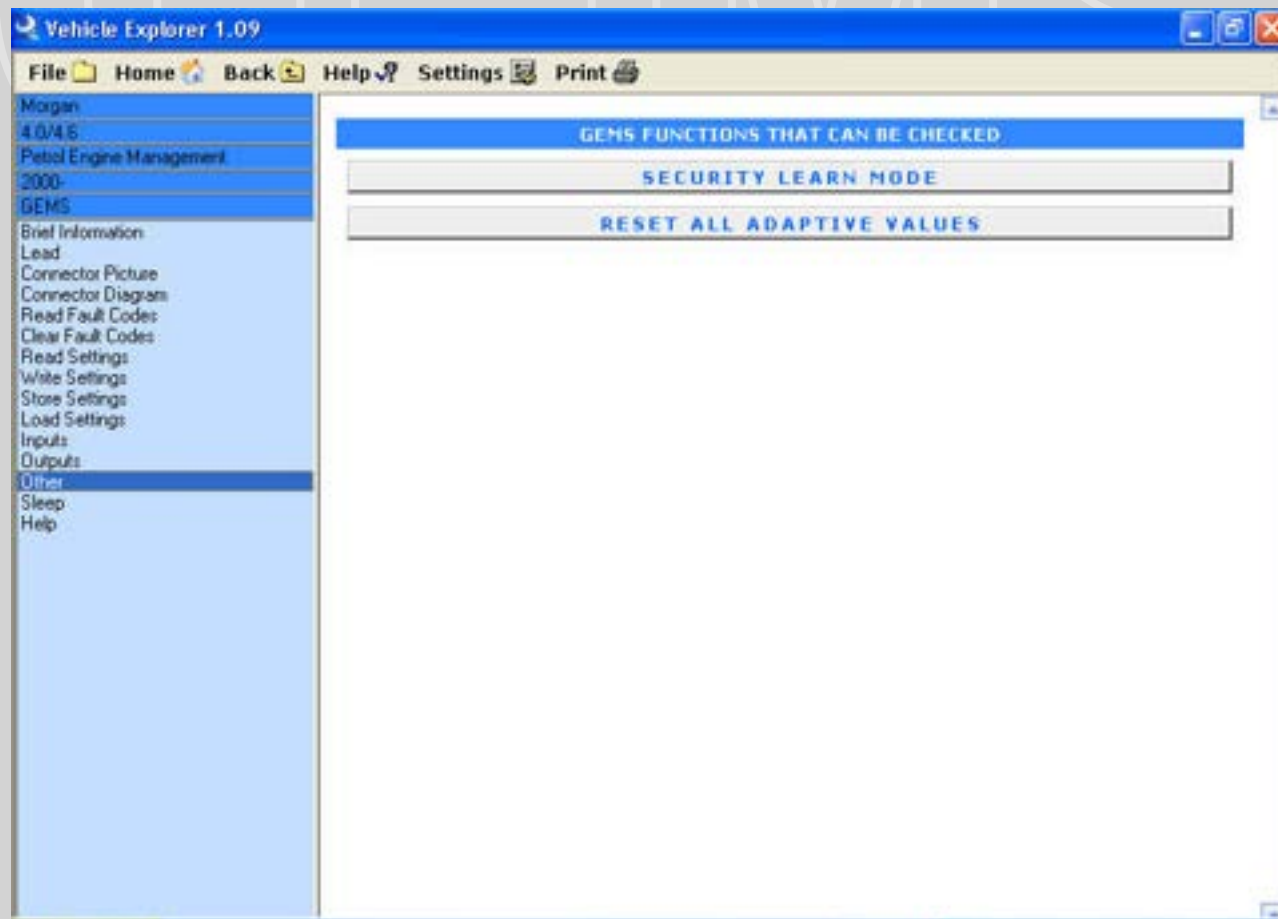 Vehicle Explorer 1.09
File Home Back Help Settings Print
Morgan
4.0/4.6
Petrol Engine Management
2000-
GEMS
Brief Information
Lead
Connector Picture
Connector Diagram
Read Fault Codes
Clear Fault Codes
Read Settings
Write Settings
Store Settings
Load Settings
Inputs
Outputs
Other
Sleep
Help
GEMS FUNCTIONS THAT CAN BE CHECKED
SECURITY LEARN MODE
RESET ALL ADAPTIVE VALUES